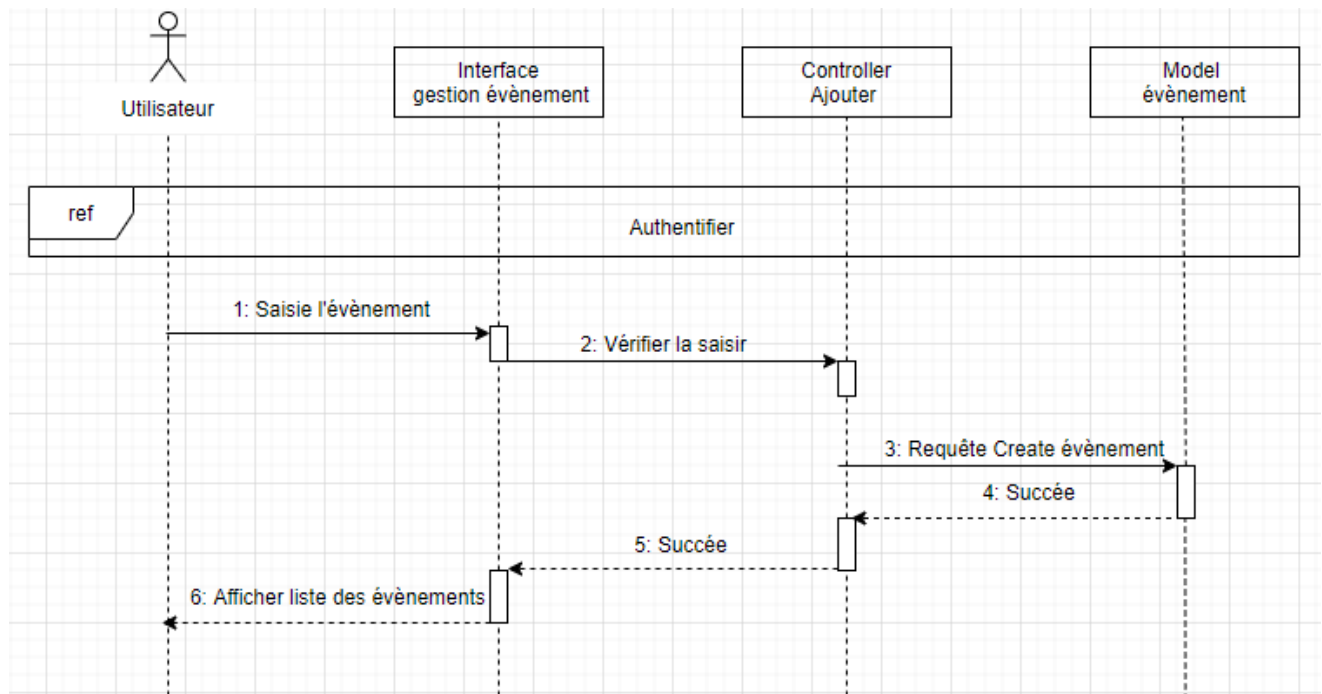 Utilisateur
Interface
gestion évènement
Controller
Ajouter
Model
évènement
ref
Authentifier
1: Saisie l'évènement
2: Vérifier la saisir
3: Requête Create évènement
4: Succée
5: Succée
6: Afficher liste des évènements